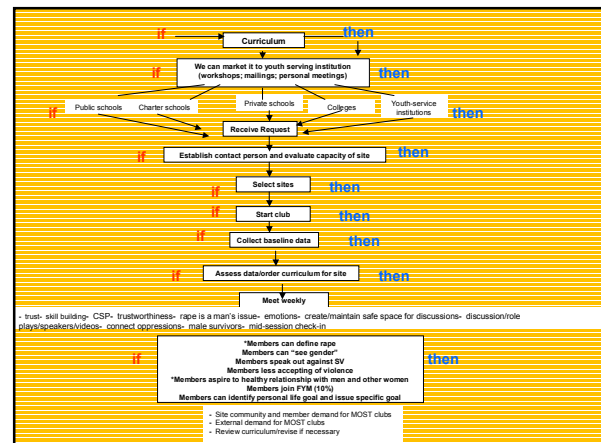 if then
Curriculum
if We can market it to youth serving institution then
(workshops; mailings; personal meetings)
if Public schools Charter schools Private schools Colleges Youth-service
institutions then
Receive Request
if Establish contact person and evaluate capacity of site then
if Select sites then
if Start club then
if Collect baseline data then
if Assess data/order curriculum for site then
Meet weekly
- trust- skill building- CSP- trustworthiness- rape is a man's issue- emotions- create/maintain safe space for discussions- discussion/role
plays/speakers/videos- connect oppressions- male survivors- mid-session check-in
if then
*Members can define rape
Members can "see gender"
Members speak out against SV
Members less accepting of violence
*Members aspire to healthy relationship with men and other women
Members join FYM (10%)
Members can identify personal life goal and issue specific goal
- Site community and member demand for MOST clubs
- External demand for MOST clubs
- Review curriculum/revise if necessary